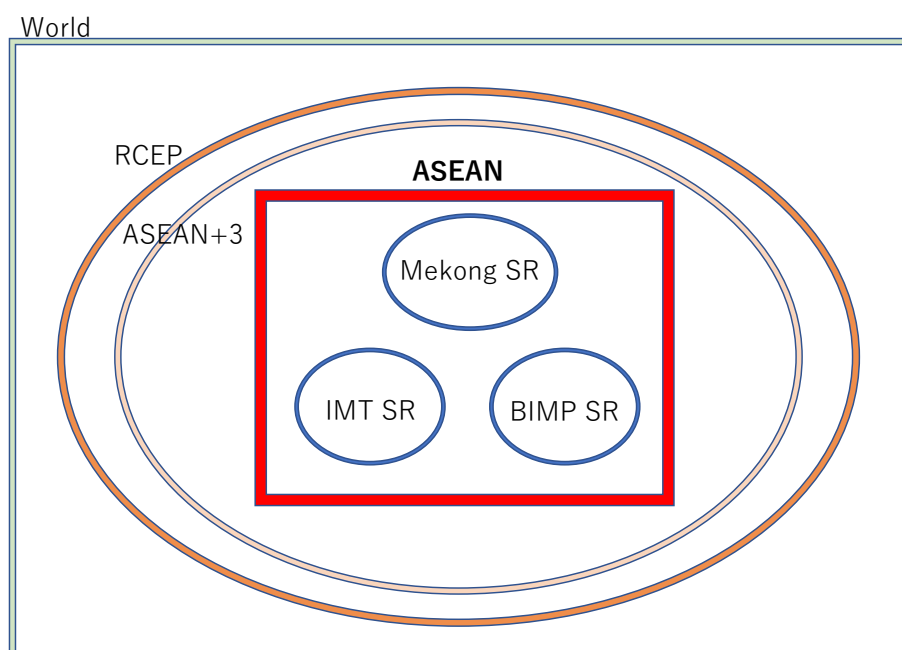 World
RCEP
ASEAN
ASEAN+3
Mekong SR
IMT SR
BIMP SR